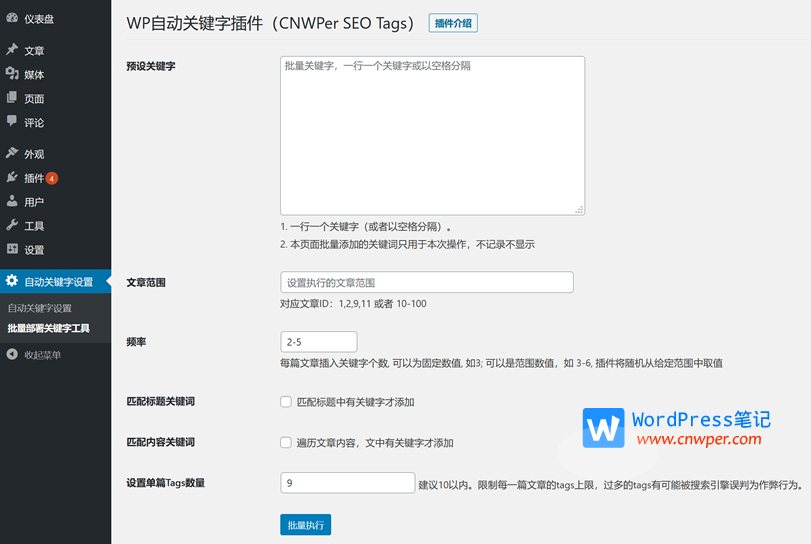 仪表盘
文章
媒体
页面
评论
外观
插件 4
用户
工具
设置
自动关键字设置
自动关键字设置
批量部署关键字工具
收起菜单
WP自动关键字插件（CNWPer SEO Tags） 插件介绍
预设关键字
批量关键字，一行一个关键字或以空格分隔
1. 一行一个关键字（或者以空格分隔）。
2. 本页面批量添加的关键词只用于本次操作，不记录不显示
文章范围
设置执行的文章范围
对应文章ID：1,2,9,11 或者 10-100
频率
2-5
每篇文章插入关键字个数, 可以为固定数值, 如3; 可以是范围数值，如 3-6, 插件将随机从给定范围中取值
匹配标题关键词
匹配标题中有关键字才添加
匹配内容关键词
遍历文章内容，文中有关键字才添加
设置单篇Tags数量
9
建议10以内。限制每一篇文章的tags上限，过多的tags有可能被搜索引擎误判为作弊行为。
批量执行
WordPress笔记
www.cnwper.com